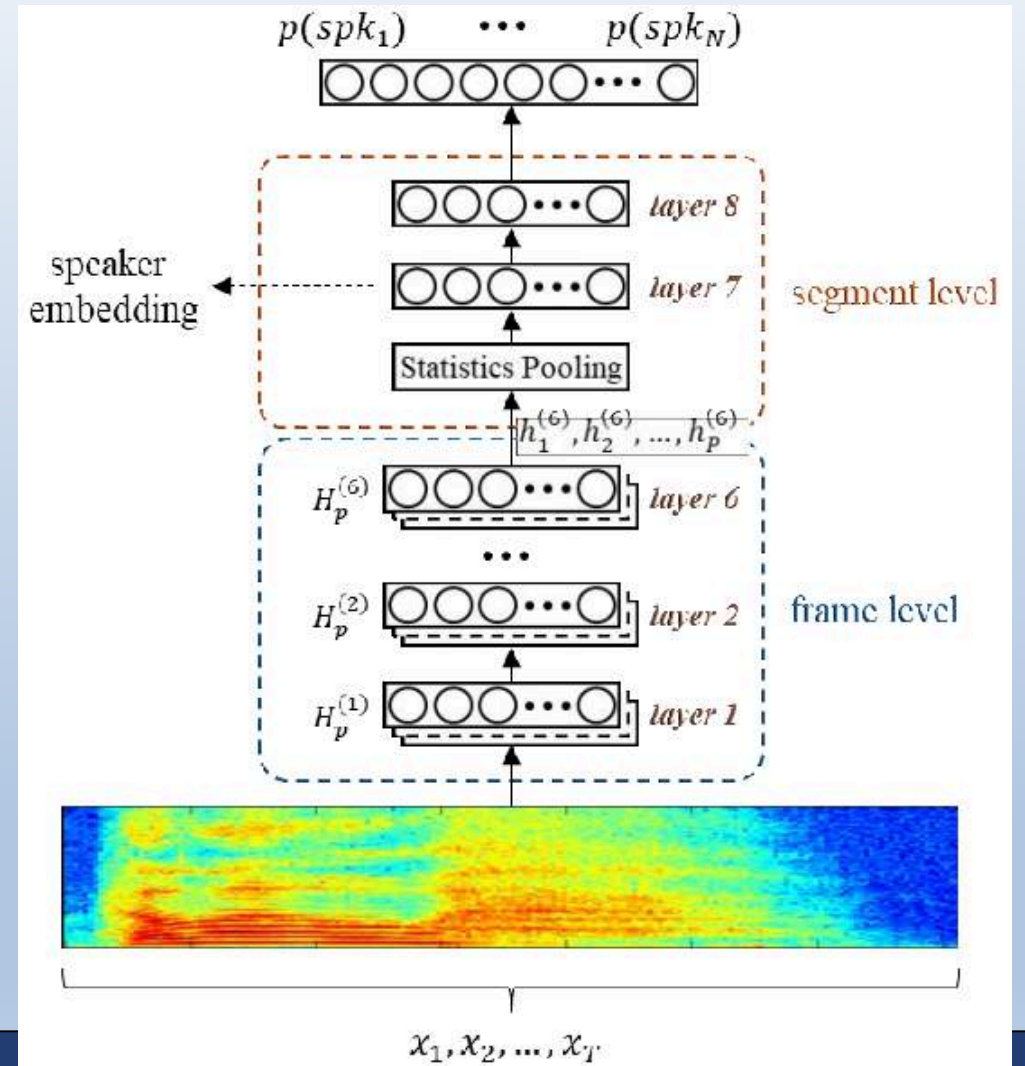 p(spk₁) ••• p(spk_N)
•••
••• layer 8
speaker embedding
••• layer 7
segment level
Statistics Pooling
h₁⁽⁶⁾, h₂⁽⁶⁾, ..., h_P⁽⁶⁾
H_p⁽⁶⁾ ••• layer 6
•••
H_p⁽²⁾ ••• layer 2
frame level
H_p⁽¹⁾ ••• layer 1
x₁, x₂, ..., x_T